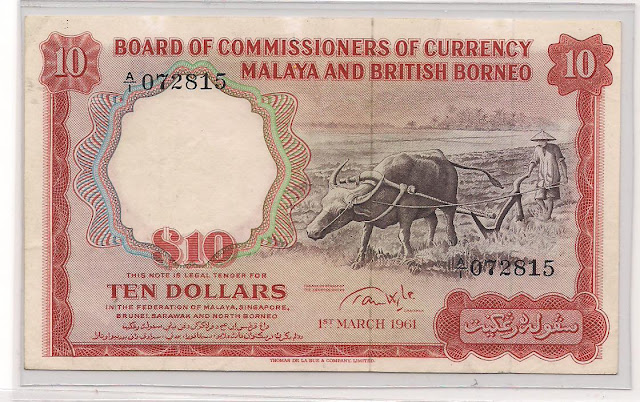 10 BOARD OF COMMISSIONERS OF CURRENCY 10
MALAYA AND BRITISH BORNEO
A/1 072815
$10
A/1 072815
THIS NOTE IS LEGAL TENDER FOR
TEN DOLLARS
IN THE FEDERATION OF MALAYA, SINGAPORE,
BRUNEI, SARAWAK AND NORTH BORNEO
1ST MARCH 1961
سڤوله رڠڬيت
THOMAS DE LA RUE & COMPANY, LIMITED.